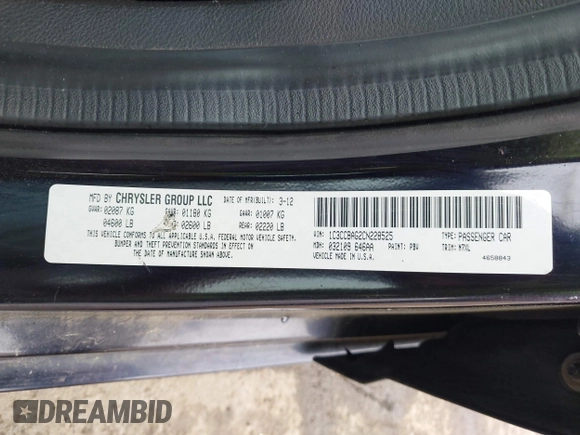 MFD BY CHRYSLER GROUP LLC DATE OF MFR(BUILT): 3-12
GVWR: 02087 KG 01180 KG GAWR: 01007 KG
04600 LB 02600 LB REAR: 02220 LB
THIS VEHICLE CONFORMS TO ALL APPLICABLE U.S.A. FEDERAL MOTOR VEHICLE SAFETY,
BUMPER AND THEFT PREVENTION STANDARDS IN EFFECT ON
THE DATE OF MANUFACTURE SHOWN ABOVE.
VIN: 1C3CCBAG2CN228525 TYPE: PASSENGER CAR
MDH: 032109 646AA PAINT: PBV TRIM: M7XL
VEHICLE MADE IN U.S.A. 4658843
DREAMBID